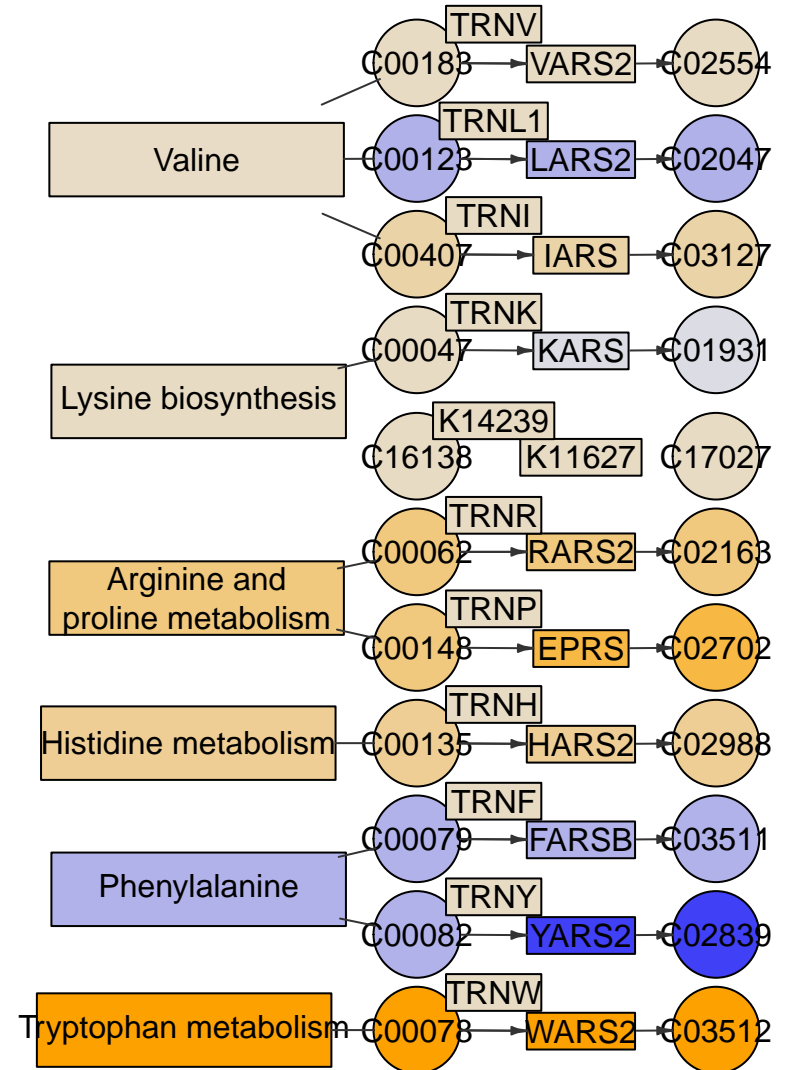 TRNV
C00183 VARS2 C02554
TRNL1
Valine C00123 LARS2 C02047
TRNI
C00407 IARS C03127
TRNK
C00047 KARS C01931
Lysine biosynthesis
K14239
C16138 K11627 C17027
TRNR
C00062 RARS2 C02163
Arginine and
proline metabolism
TRNP
C00148 EPRS C02702
TRNH
Histidine metabolism C00135 HARS2 C02988
TRNF
C00079 FARSB C03511
Phenylalanine
TRNY
C00082 YARS2 C02839
TRNW
Tryptophan metabolism C00078 WARS2 C03512